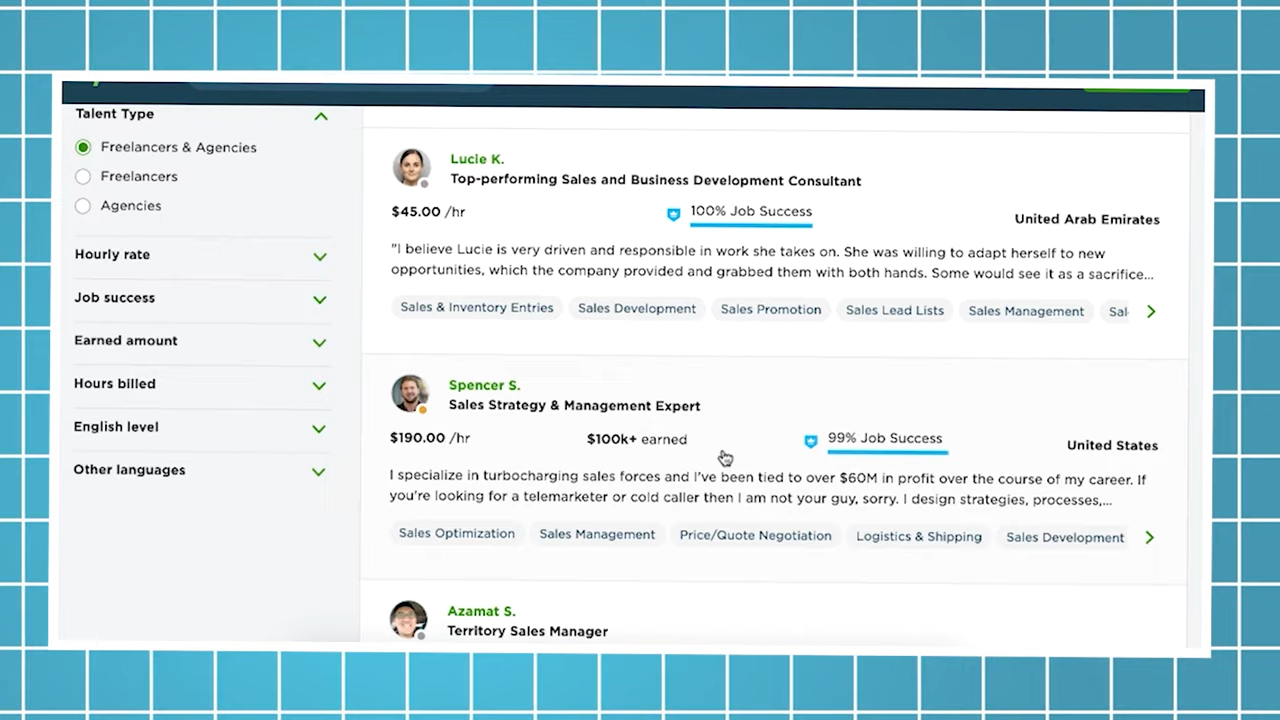 Talent Type
Freelancers & Agencies
Freelancers
Agencies
Hourly rate
Job success
Earned amount
Hours billed
English level
Other languages
Lucie K.
Top-performing Sales and Business Development Consultant
$45.00 /hr 100% Job Success United Arab Emirates
"I believe Lucie is very driven and responsible in work she takes on. She was willing to adapt herself to new
opportunities, which the company provided and grabbed them with both hands. Some would see it as a sacrifice...
Sales & Inventory Entries Sales Development Sales Promotion Sales Lead Lists Sales Management Sal
Spencer S.
Sales Strategy & Management Expert
$190.00 /hr $100k+ earned 99% Job Success United States
I specialize in turbocharging sales forces and I've been tied to over $60M in profit over the course of my career. If
you're looking for a telemarketer or cold caller then I am not your guy, sorry. I design strategies, processes,...
Sales Optimization Sales Management Price/Quote Negotiation Logistics & Shipping Sales Development
Azamat S.
Territory Sales Manager